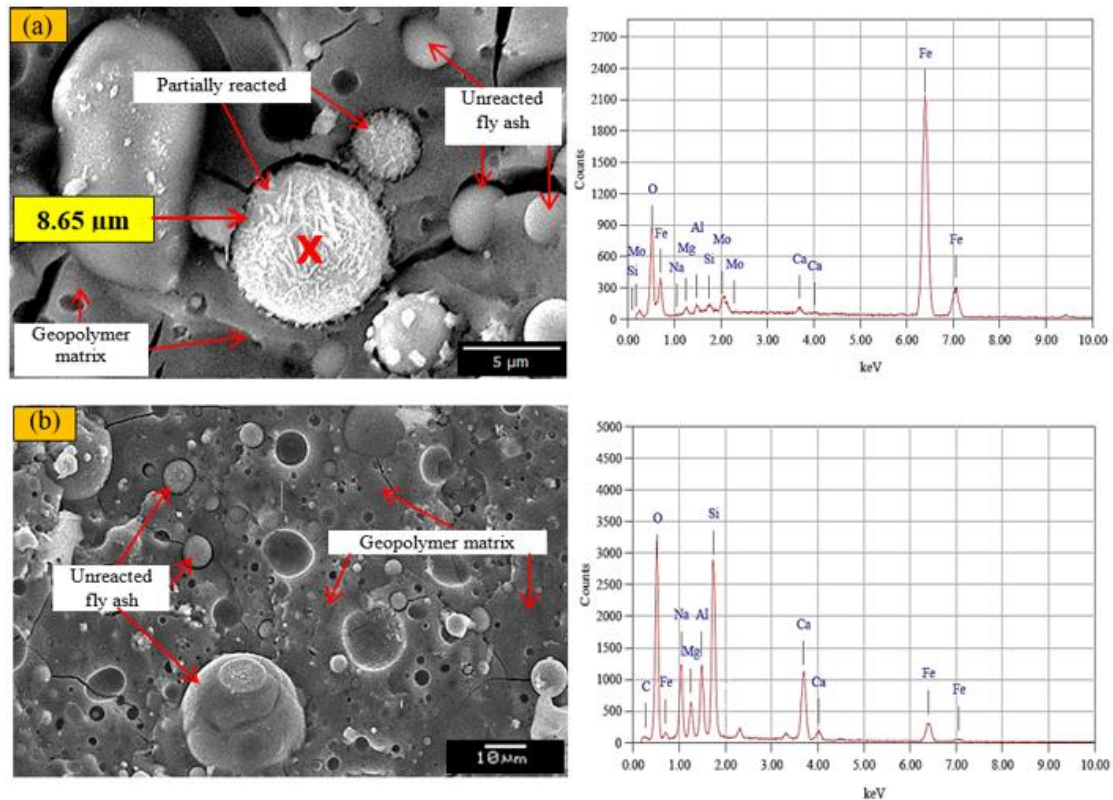 (a)
Partially reacted
Unreacted
fly ash
8.65 µm
X
Geopolymer
matrix
5 µm
2700
2400
2100
1800
1500
1200
900
600
300
0
Counts
Fe
O
Fe
Mo
Si
Na
Mg
Al
Si
Mo
Mo
Ca
Ca
Fe
0.00 1.00 2.00 3.00 4.00 5.00 6.00 7.00 8.00 9.00 10.00
keV
(b)
Geopolymer matrix
Unreacted
fly ash
10µm
5000
4500
4000
3500
3000
2500
2000
1500
1000
500
0
Counts
O
Si
C
Fe
Na
Mg
Al
Ca
Ca
Fe
Fe
0.00 1.00 2.00 3.00 4.00 5.00 6.00 7.00 8.00 9.00 10.00
keV